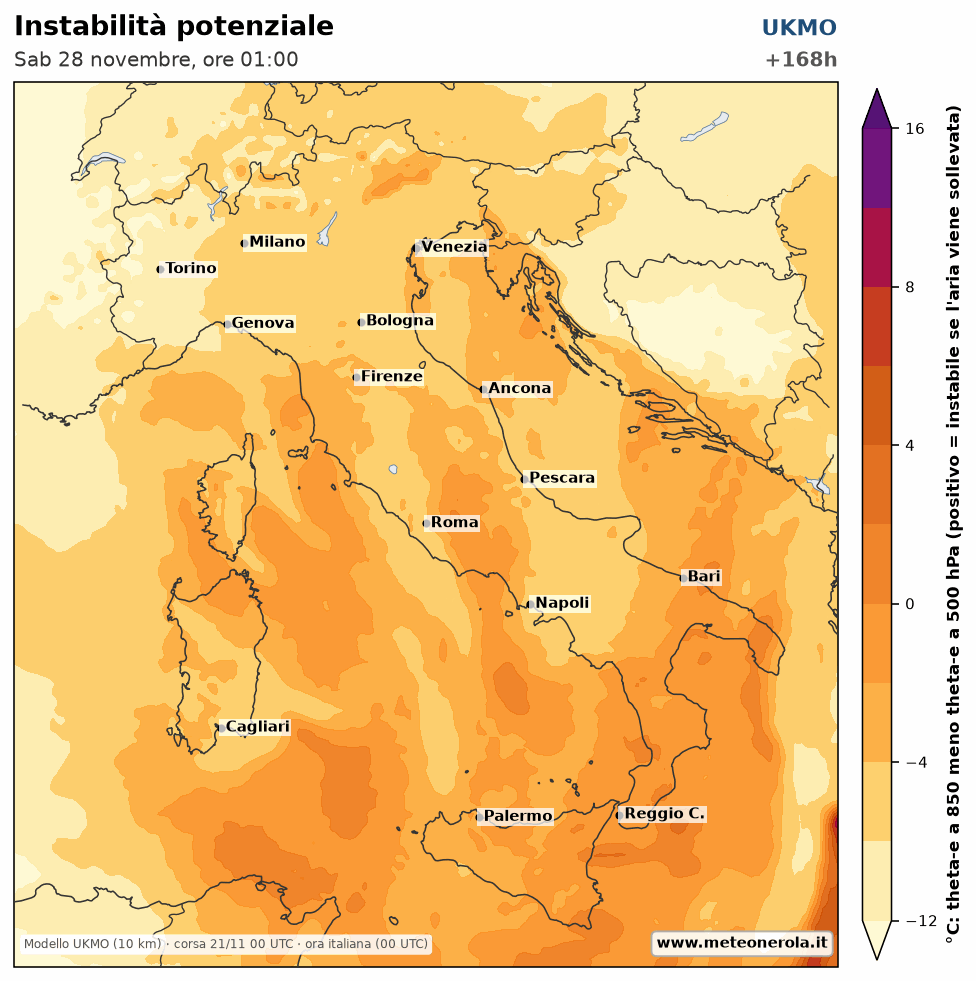 Instabilità potenziale
UKMO
Sab 28 novembre, ore 01:00
+168h
Milano
Venezia
Torino
Genova
Bologna
Firenze
Ancona
Pescara
Roma
Bari
Napoli
Cagliari
Palermo
Reggio C.
Modello UKMO (10 km) · corsa 21/11 00 UTC · ora italiana (00 UTC)
www.meteonerola.it
16
8
4
0
−4
−12
°C: theta-e a 850 meno theta-e a 500 hPa (positivo = instabile se l'aria viene sollevata)